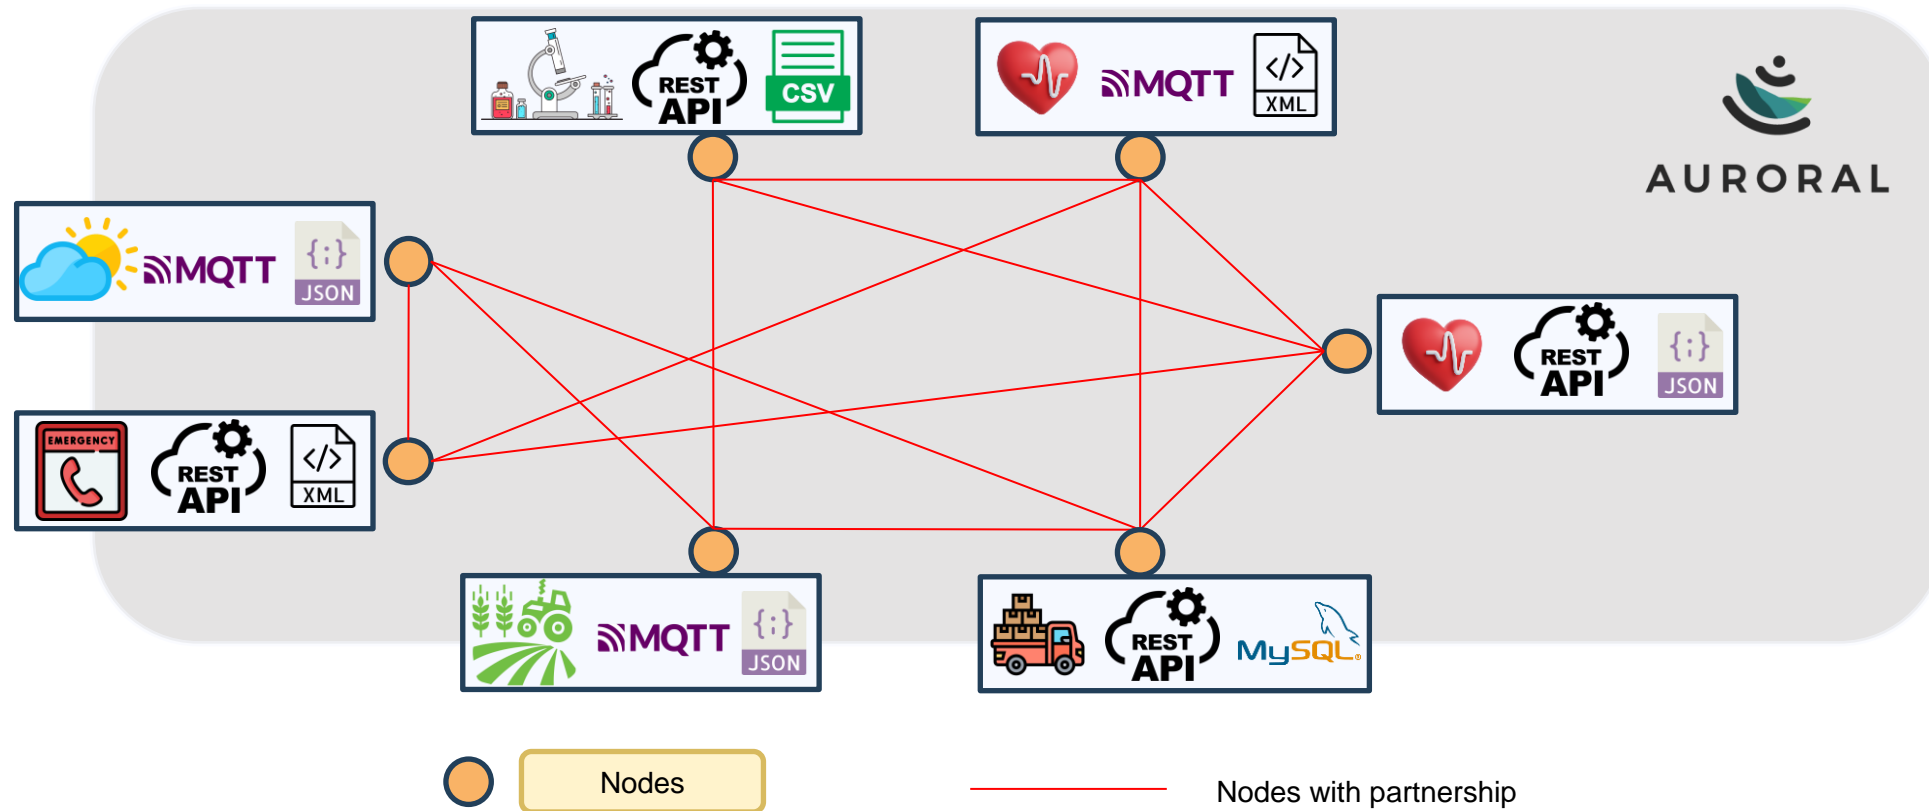 REST
API
CSV
MQTT
</>
XML
AURORAL
MQTT
{;}
JSON
REST
API
{;}
JSON
EMERGENCY
REST
API
</>
XML
MQTT
{;}
JSON
REST
API
MySQL®
Nodes
Nodes with partnership